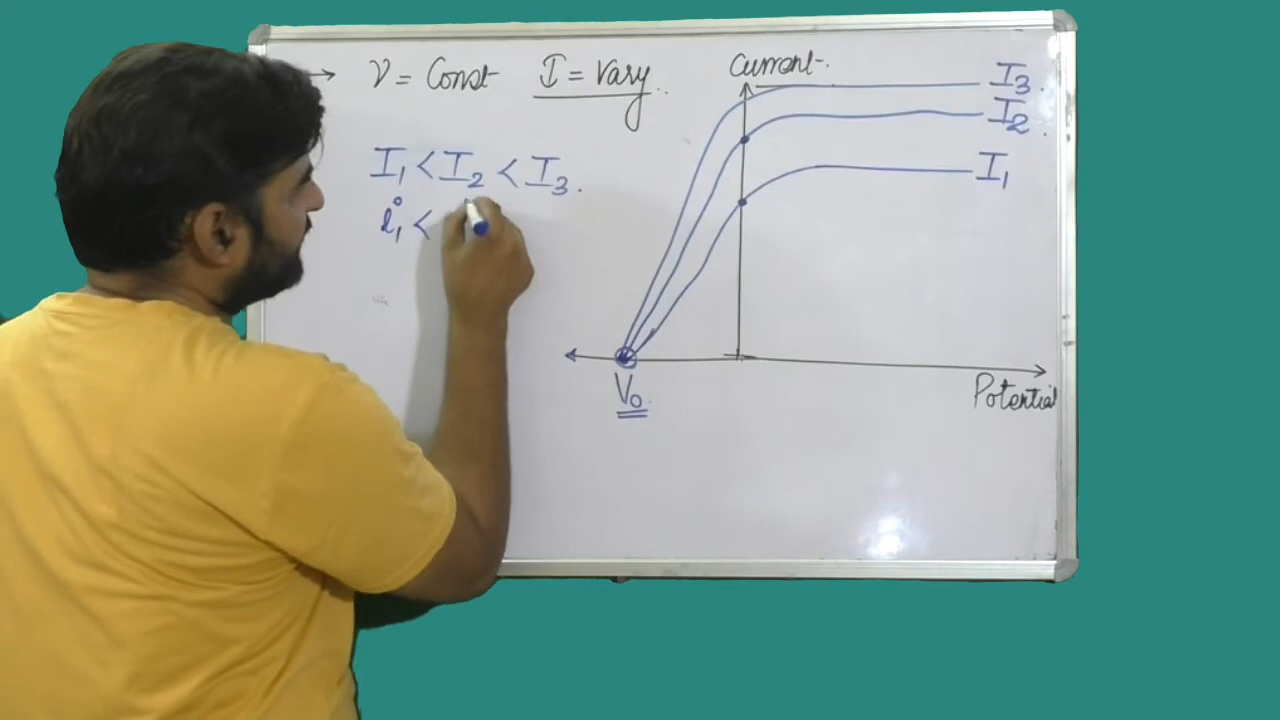 → ν = Const I = Vary..
I₁ < I₂ < I₃.
i₁ <
Current.
I₃.
I₂.
I₁
V₀.
Potential